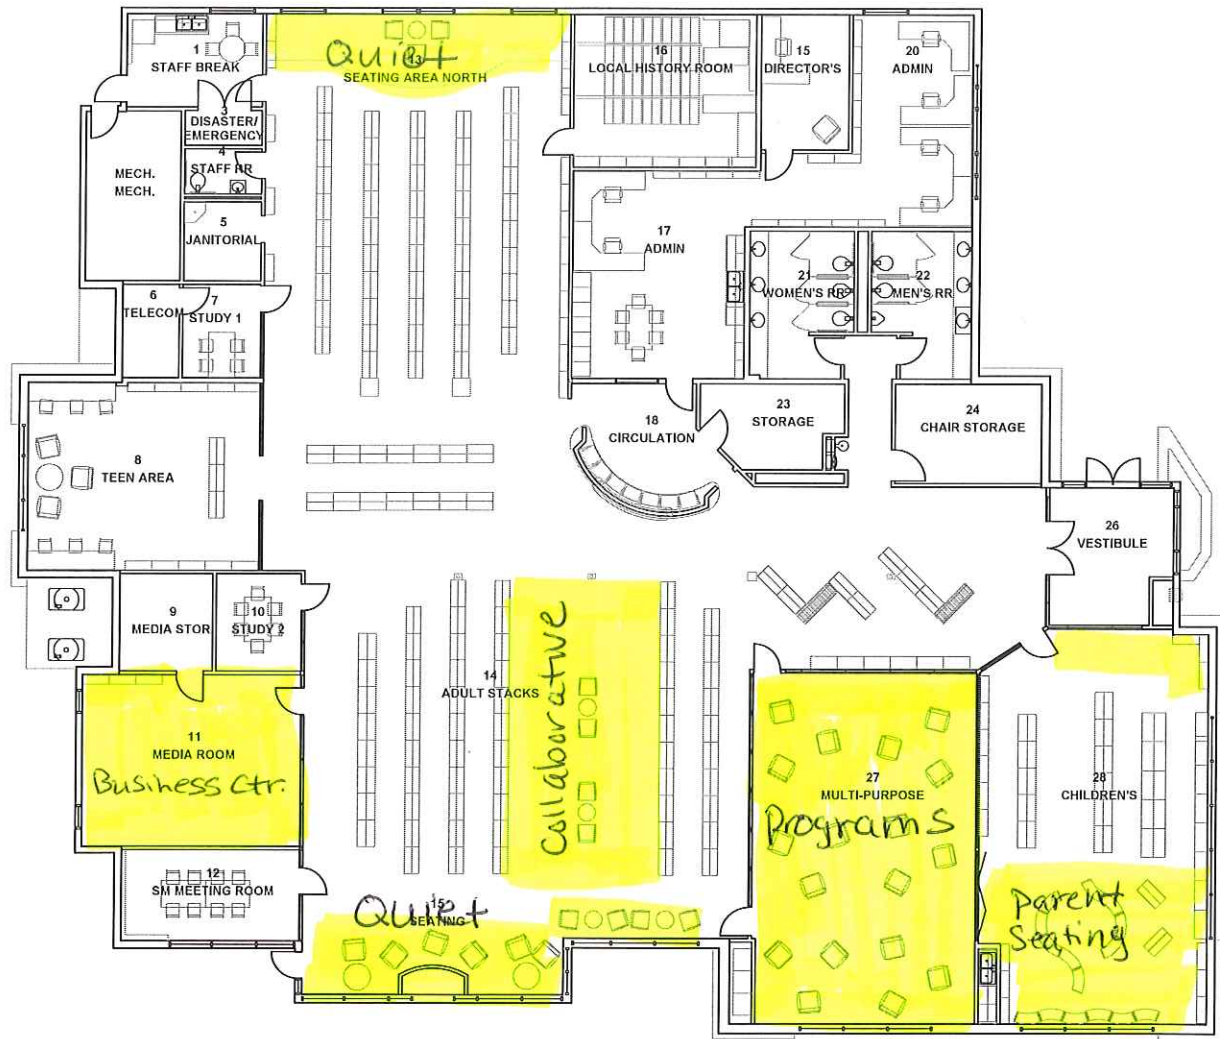 1
STAFF BREAK
Quiet
13
SEATING AREA NORTH
16
LOCAL HISTORY ROOM
15
DIRECTOR'S
20
ADMIN
3
DISASTER/
EMERGENCY
4
STAFF RR
MECH.
MECH.
5
JANITORIAL
17
ADMIN
21
WOMEN'S RR
22
MEN'S RR
6
TELECOM
7
STUDY 1
18
CIRCULATION
23
STORAGE
24
CHAIR STORAGE
8
TEEN AREA
26
VESTIBULE
9
MEDIA STOR
10
STUDY 2
14
ADULT STACKS
Collaborative
11
MEDIA ROOM
Business Ctr.
27
MULTI-PURPOSE
Programs
28
CHILDREN'S
12
SM MEETING ROOM
Quiet
15
SEATING
Parent
Seating